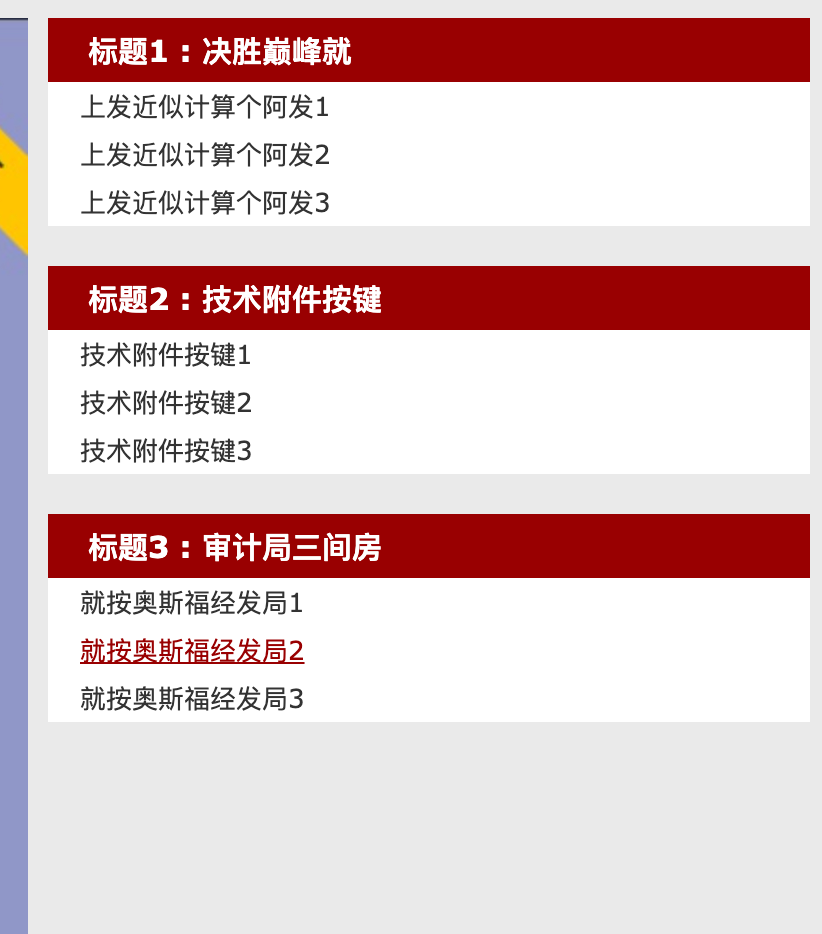 标题1：决胜巅峰就
上发近似计算个阿发1
上发近似计算个阿发2
上发近似计算个阿发3
标题2：技术附件按键
技术附件按键1
技术附件按键2
技术附件按键3
标题3：审计局三间房
就按奥斯福经发局1
就按奥斯福经发局2
就按奥斯福经发局3